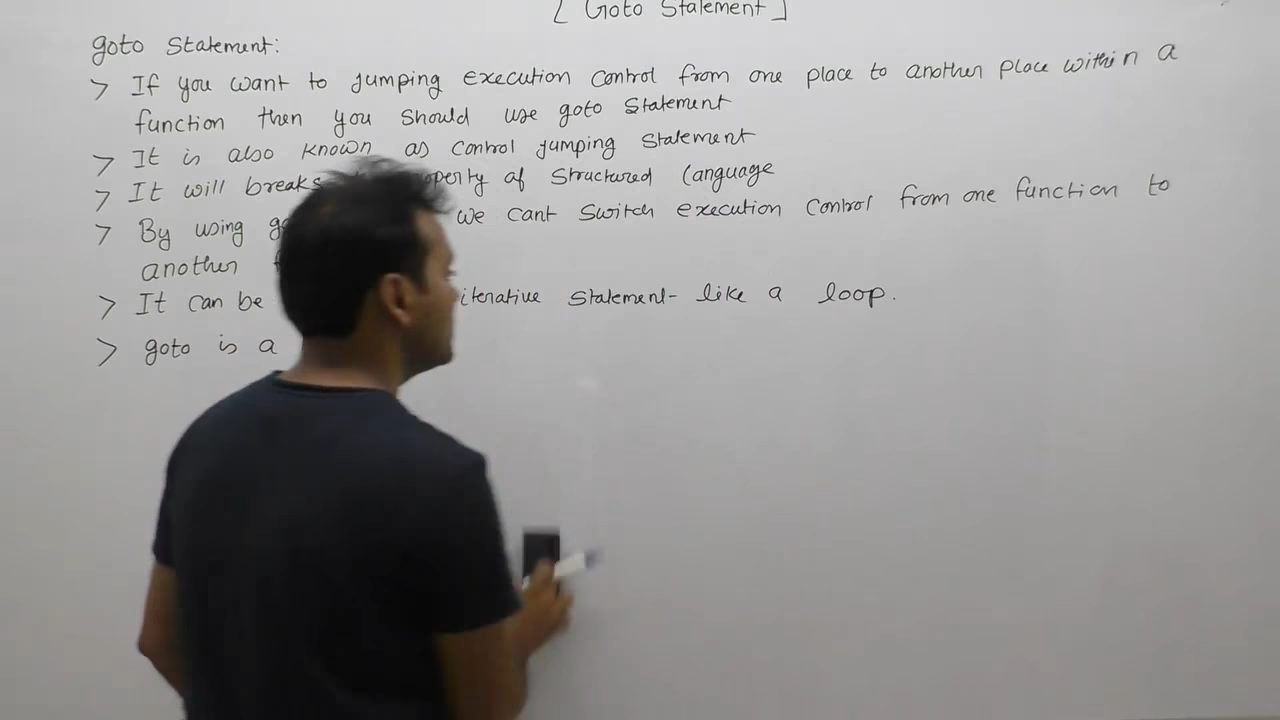 [ Goto Statement ]
goto Statement:
> If you want to jumping execution control from one place to another place within a
function then you should use goto statement
> It is also known as control jumping statement
> It will breaks of structured language
> By using we cant switch execution control from one function to
another
> It can be iterative statement- like a loop.
> goto is a